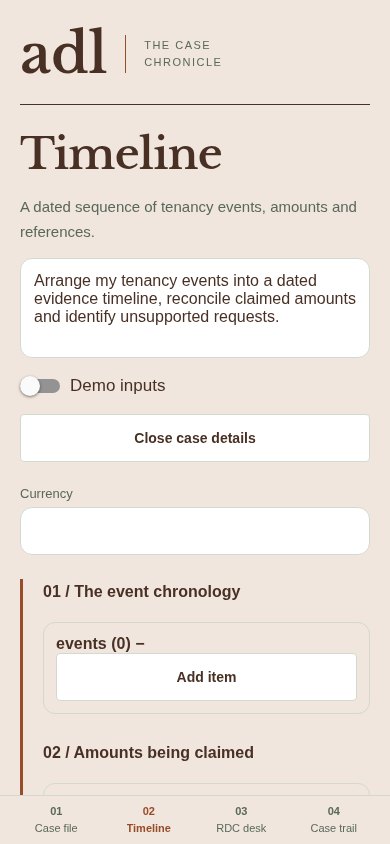 adl
THE CASE
CHRONICLE
Timeline
A dated sequence of tenancy events, amounts and
references.
Arrange my tenancy events into a dated
evidence timeline, reconcile claimed amounts
and identify unsupported requests.
Demo inputs
Close case details
Currency
01 / The event chronology
events (0) −
Add item
02 / Amounts being claimed
01 02 03 04
Case file Timeline RDC desk Case trail